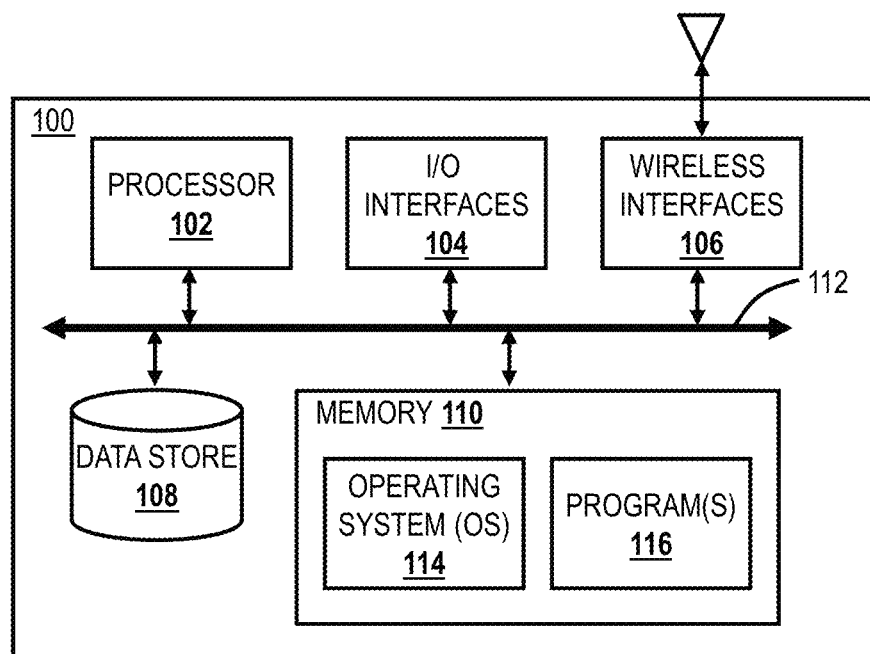 100
PROCESSOR
102
I/O
INTERFACES
104
WIRELESS
INTERFACES
106
112
DATA STORE
108
MEMORY 110
OPERATING
SYSTEM (OS)
114
PROGRAM(S)
116